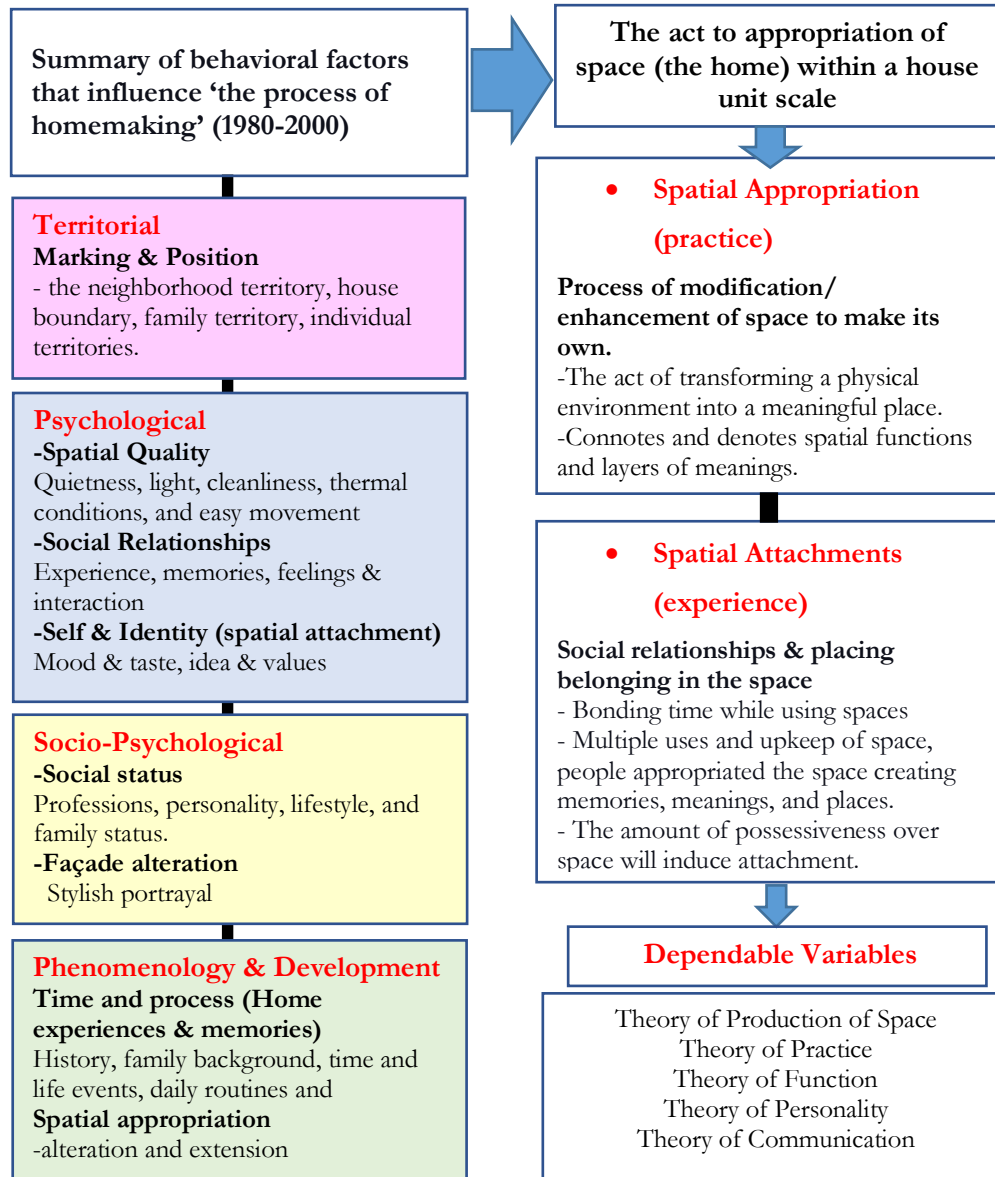 Summary of behavioral factors
that influence ‘the process of
homemaking’ (1980-2000)
Territorial
Marking & Position
- the neighborhood territory, house
boundary, family territory, individual
territories.
Psychological
-Spatial Quality
Quietness, light, cleanliness, thermal
conditions, and easy movement
-Social Relationships
Experience, memories, feelings &
interaction
-Self & Identity (spatial attachment)
Mood & taste, idea & values
Socio-Psychological
-Social status
Professions, personality, lifestyle, and
family status.
-Façade alteration
Stylish portrayal
Phenomenology & Development
Time and process (Home
experiences & memories)
History, family background, time and
life events, daily routines and
Spatial appropriation
-alteration and extension
The act to appropriation of
space (the home) within a house
unit scale
• Spatial Appropriation
(practice)
Process of modification/
enhancement of space to make its
own.
-The act of transforming a physical
environment into a meaningful place.
-Connotes and denotes spatial functions
and layers of meanings.
• Spatial Attachments
(experience)
Social relationships & placing
belonging in the space
- Bonding time while using spaces
- Multiple uses and upkeep of space,
people appropriated the space creating
memories, meanings, and places.
- The amount of possessiveness over
space will induce attachment.
Dependable Variables
Theory of Production of Space
Theory of Practice
Theory of Function
Theory of Personality
Theory of Communication